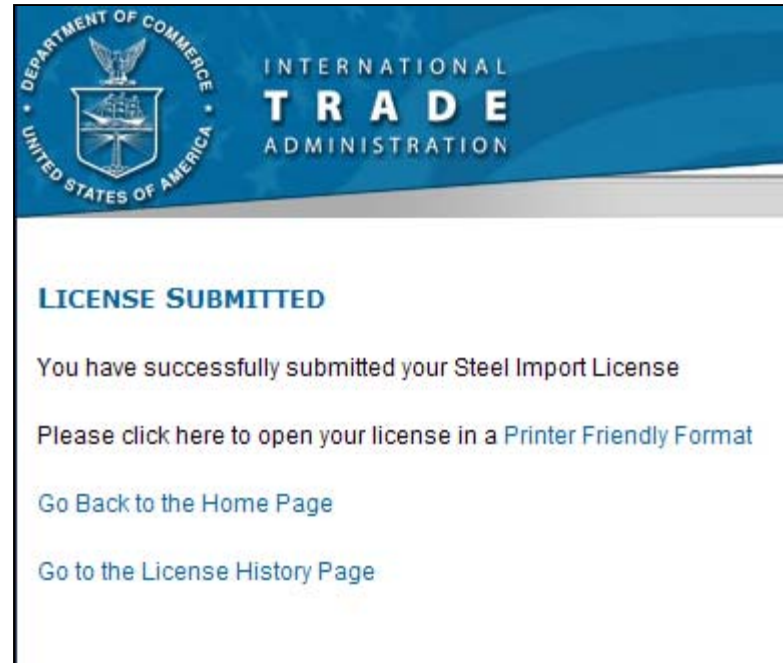 DEPARTMENT OF COMMERCE
UNITED STATES OF AMERICA
INTERNATIONAL
TRADE
ADMINISTRATION
LICENSE SUBMITTED
You have successfully submitted your Steel Import License
Please click here to open your license in a Printer Friendly Format
Go Back to the Home Page
Go to the License History Page